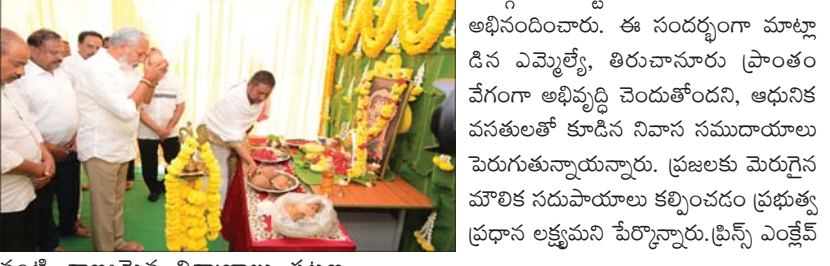 అభినందించారు. ఈ సందర్భంగా మాట్లా
డిన ఎమ్మెల్యే, తిరుచానూరు ప్రాంతం
వేగంగా అభివృద్ధి చెందుతోందని, ఆధునిక
వసతులతో కూడిన నివాస సముదాయాలు
పెరుగుతున్నాయన్నారు. ప్రజలకు మెరుగైన
మౌలిక సదుపాయాలు కల్పించడం ప్రభుత్వ
ప్రధాన లక్ష్యమని పేర్కొన్నారు.ప్రిన్స్ ఎంక్లేవ్